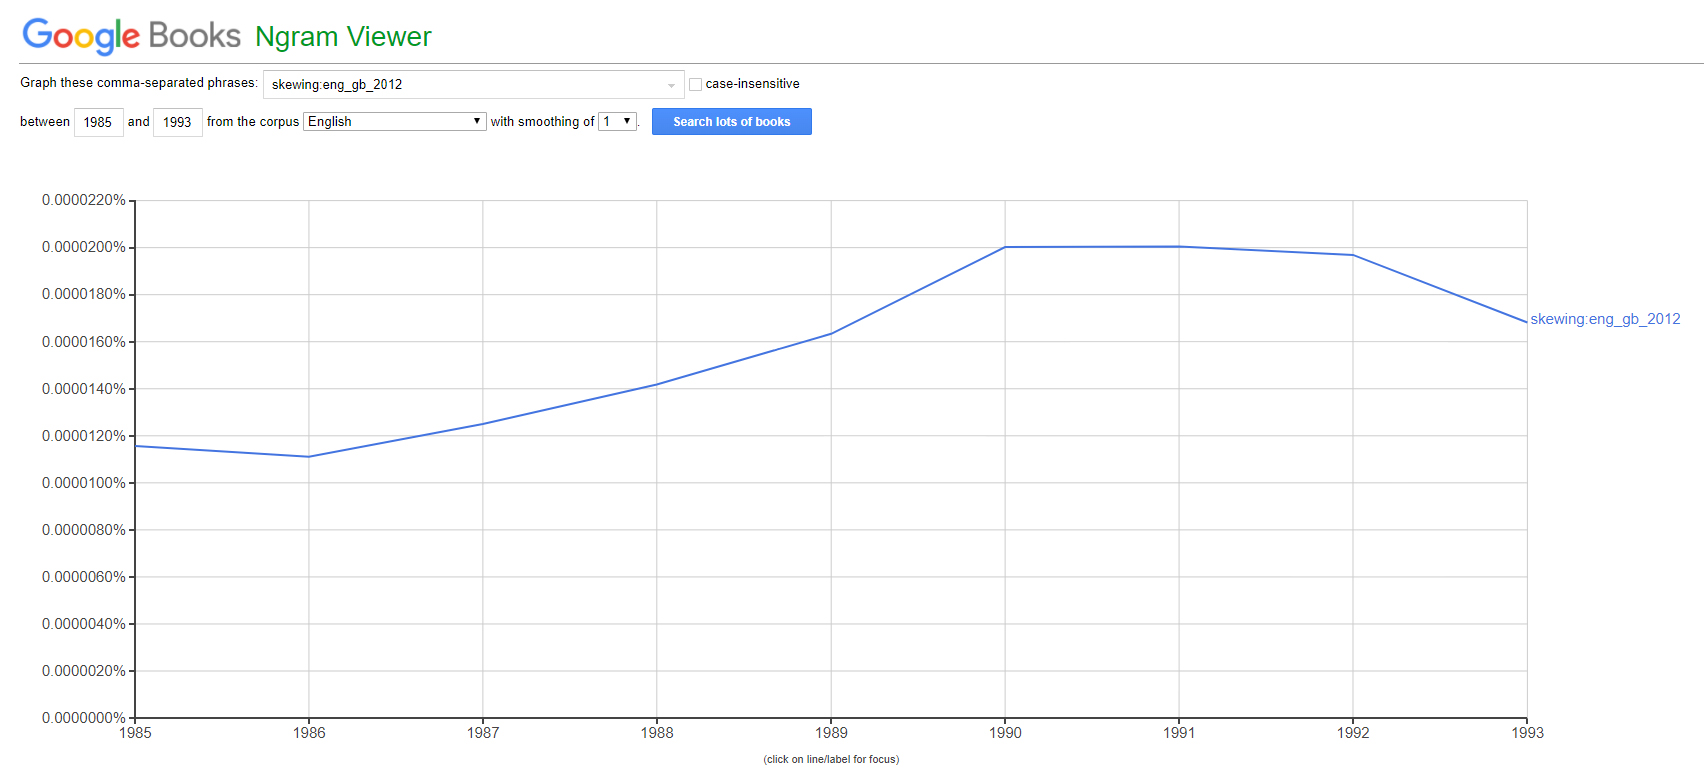 Google Books Ngram Viewer
Graph these comma-separated phrases: skewing:eng_gb_2012 case-insensitive
between 1985 and 1993 from the corpus English with smoothing of 1 . Search lots of books
0.0000220%
0.0000200%
0.0000180%
0.0000160%
0.0000140%
0.0000120%
0.0000100%
0.0000080%
0.0000060%
0.0000040%
0.0000020%
0.0000000%
skewing:eng_gb_2012
1985 1986 1987 1988 1989 1990 1991 1992 1993
(click on line/label for focus)